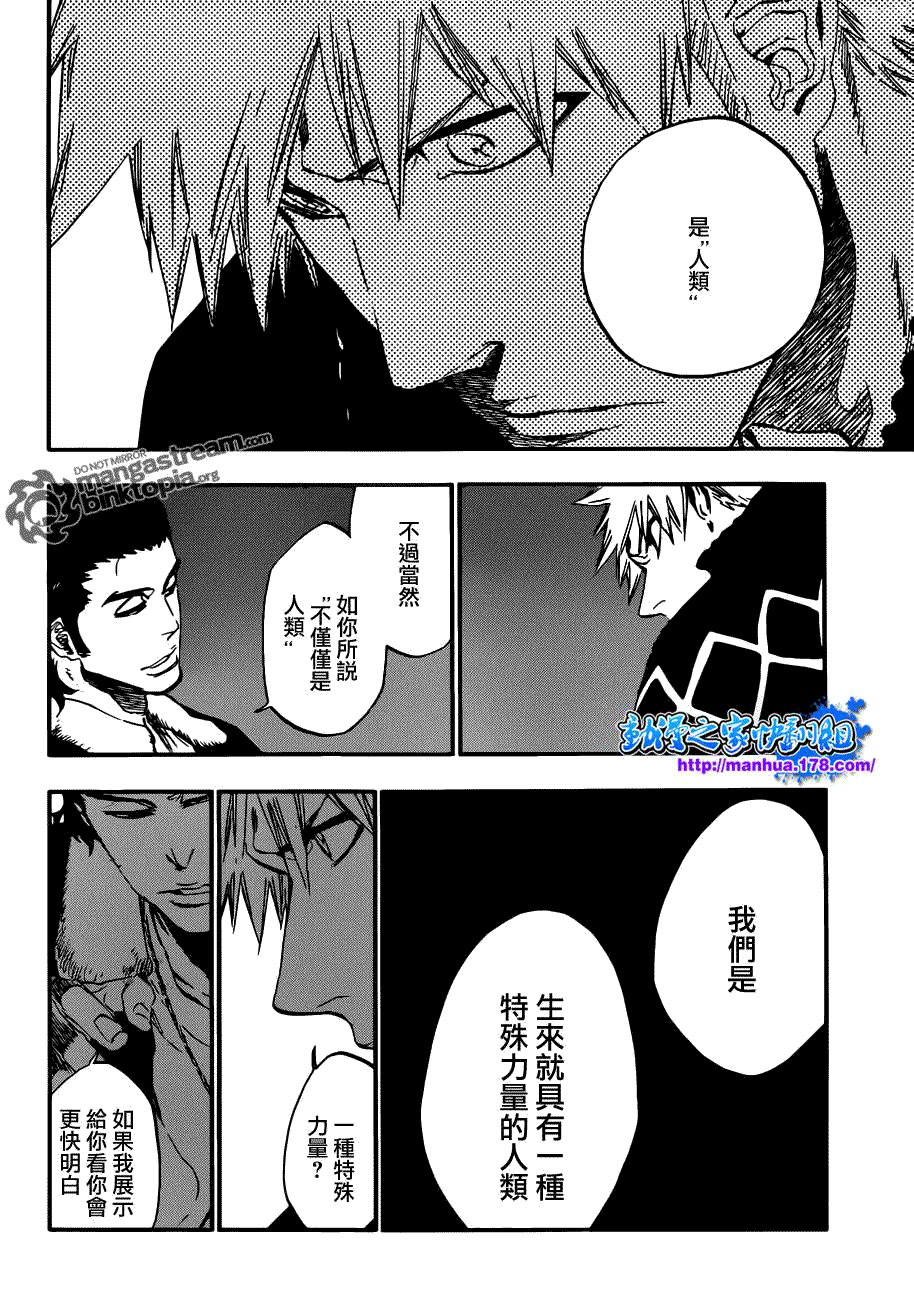 是”人類“
不過當然
如你所説
”不僅僅是
人類“
DO NOT MIRROR
mangastream.com
binktopia.org
動漫之家快翻組
http://manhua.178.com/
我們是
生來就具有一種
特殊力量的人類
一種特殊
力量?
如果我展示
給你看你會
更快明白